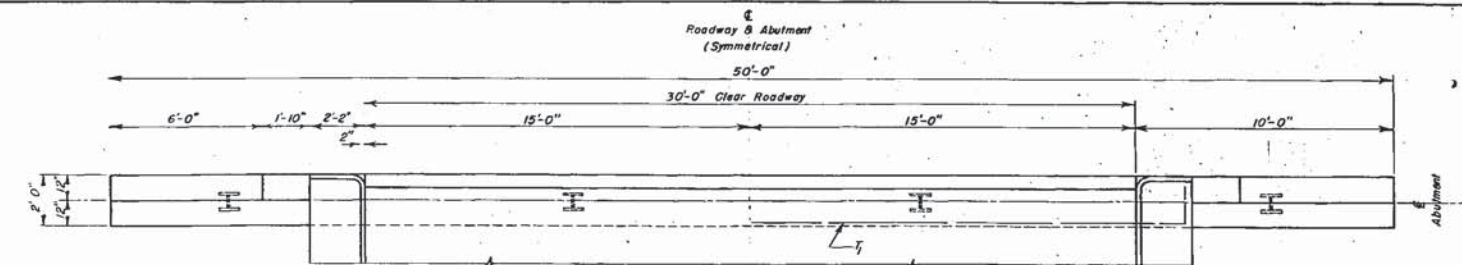 ℄
Roadway & Abutment
(Symmetrical)
50'-0"
30'-0" Clear Roadway
6'-0" 1'-10" 2'-2" 15'-0" 15'-0" 10'-0"
2"
2'0" 12" 12"
℄ Abutment
T1